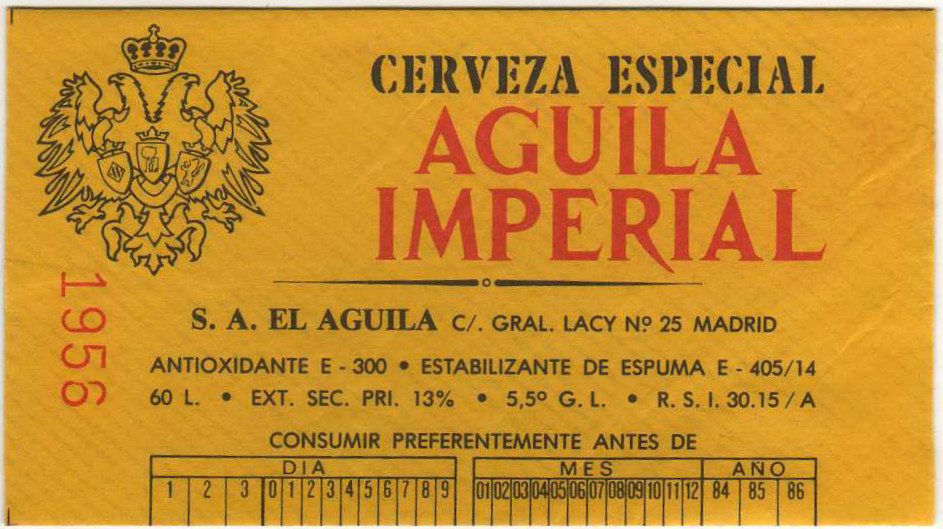 CERVEZA ESPECIAL
AGUILA
IMPERIAL
1956
S. A. EL AGUILA C/. GRAL. LACY Nº 25 MADRID
ANTIOXIDANTE E - 300 • ESTABILIZANTE DE ESPUMA E - 405/14
60 L. • EXT. SEC. PRI. 13% • 5,5º G. L. • R. S. I. 30.15 / A
CONSUMIR PREFERENTEMENTE ANTES DE
DIA MES AÑO
1 2 3 0 1 2 3 4 5 6 7 8 9 01 02 03 04 05 06 07 08 09 10 11 12 84 85 86